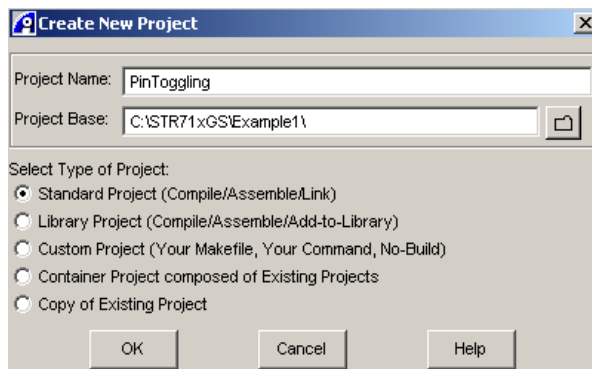 Create New Project
Project Name: PinToggling
Project Base: C:\STR71xGS\Example1\
Select Type of Project:
Standard Project (Compile/Assemble/Link)
Library Project (Compile/Assemble/Add-to-Library)
Custom Project (Your Makefile, Your Command, No-Build)
Container Project composed of Existing Projects
Copy of Existing Project
OK Cancel Help